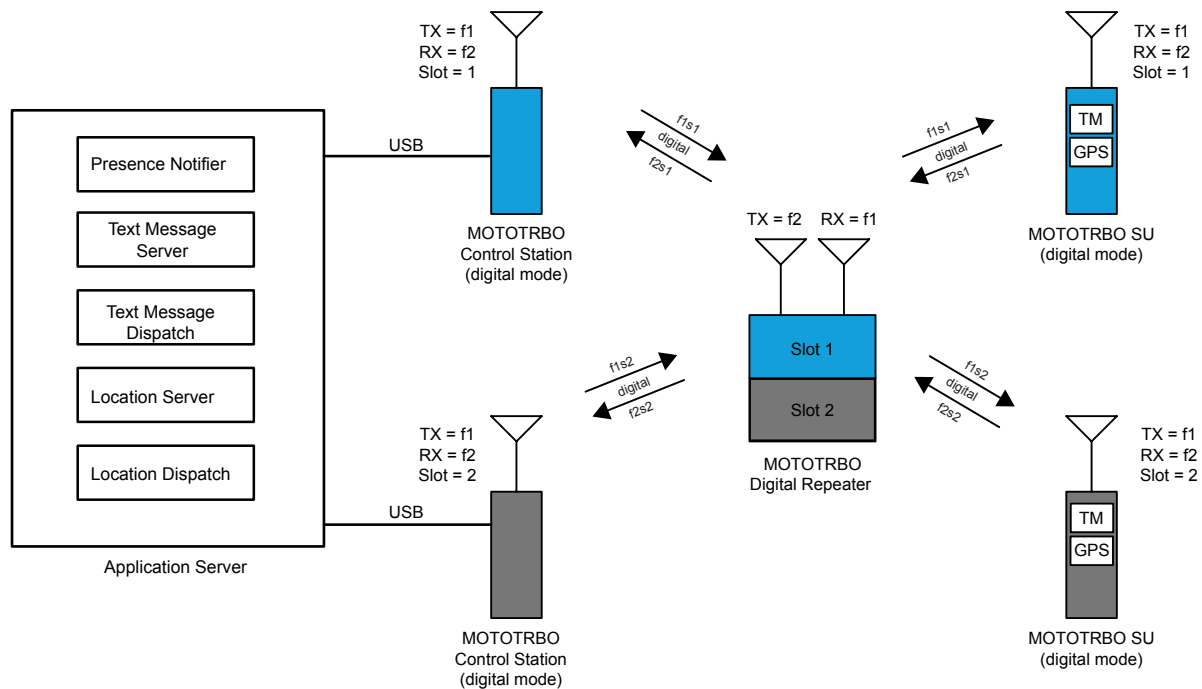 TX = f1
RX = f2
Slot = 1
TX = f1
RX = f2
Slot = 1
Presence Notifier
Text Message
Server
Text Message
Dispatch
Location Server
Location Dispatch
Application Server
USB
USB
MOTOTRBO
Control Station
(digital mode)
f1s1
digital
f2s1
f1s1
digital
f2s1
TM
GPS
MOTOTRBO SU
(digital mode)
TX = f2
RX = f1
Slot 1
Slot 2
MOTOTRBO
Digital Repeater
f1s2
digital
f2s2
f1s2
digital
f2s2
TX = f1
RX = f2
Slot = 2
MOTOTRBO
Control Station
(digital mode)
TX = f1
RX = f2
Slot = 2
TM
GPS
MOTOTRBO SU
(digital mode)